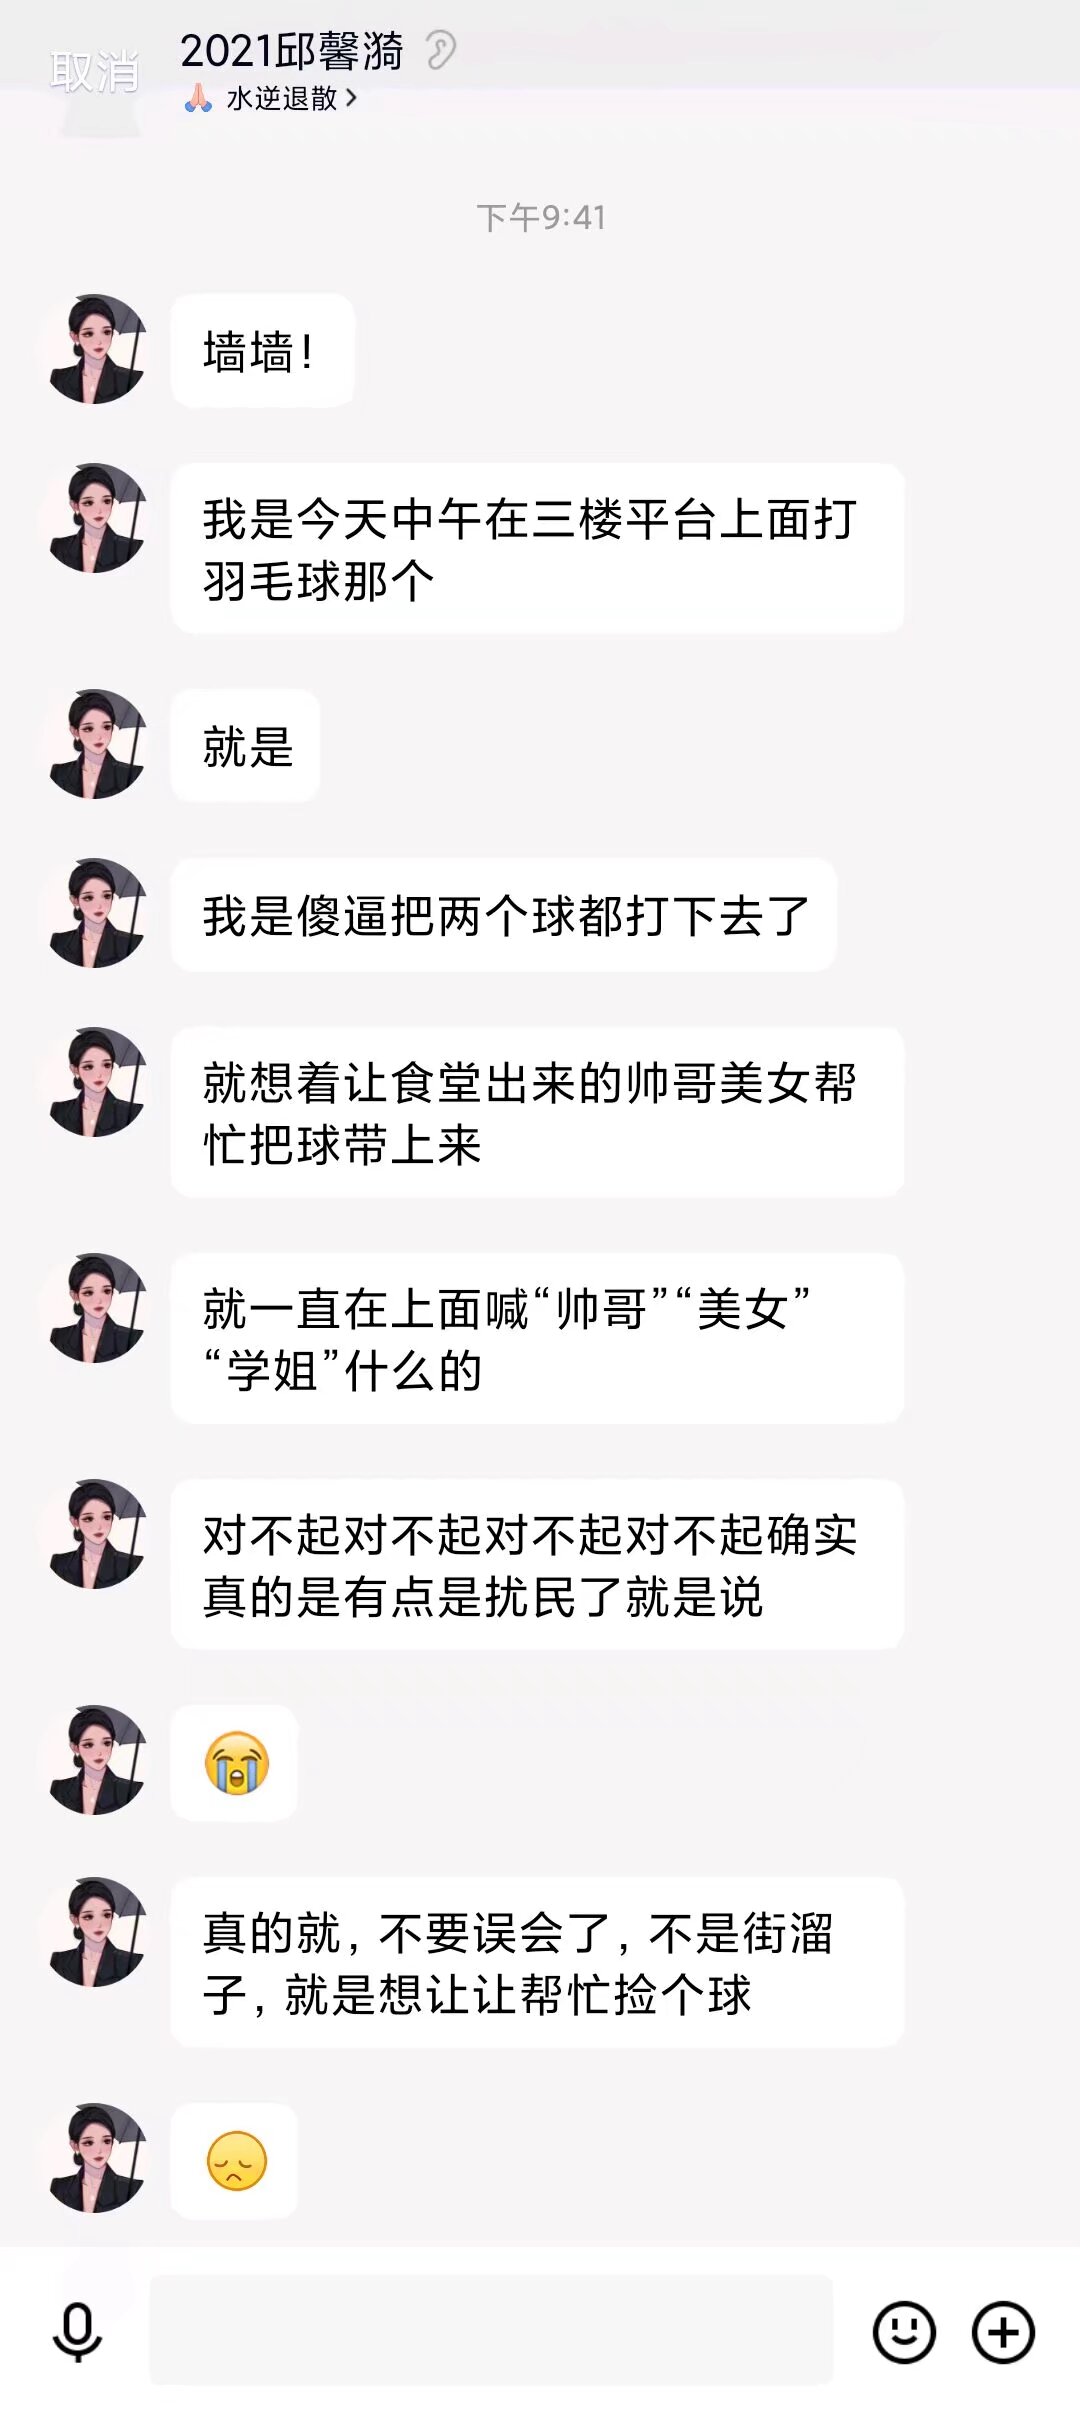 取消
2021邱馨漪
🙏🏻 水逆退散
下午9:41
墙墙！
我是今天中午在三楼平台上面打
羽毛球那个
就是
我是傻逼把两个球都打下去了
就想着让食堂出来的帅哥美女帮
忙把球带上来
就一直在上面喊“帅哥”“美女”
“学姐”什么的
对不起对不起对不起对不起确实
真的是有点是扰民了就是说
😭
真的就，不要误会了，不是街溜
子，就是想让让帮忙捡个球
😞